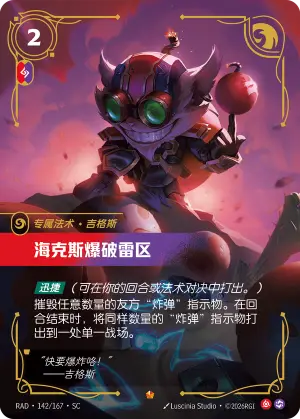 2
专属法术·吉格斯
海克斯爆破雷区
迅捷（可在你的回合或法术对决中打出。）
摧毁任意数量的友方“炸弹”指示物。在回
合结束时，将同样数量的“炸弹”指示物打
出到一处单一战场。
“快要爆炸咯！”
——吉格斯
RAD · 142/167 · SC
Luscinia Studio · ©2026RGI